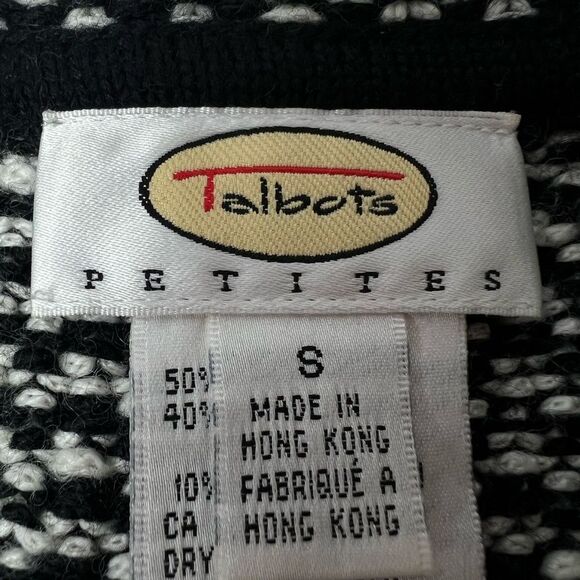 Talbots
PETITES
S
50%
40%
MADE IN
HONG KONG
10%
FABRIQUÉ A
CA
HONG KONG
DRY